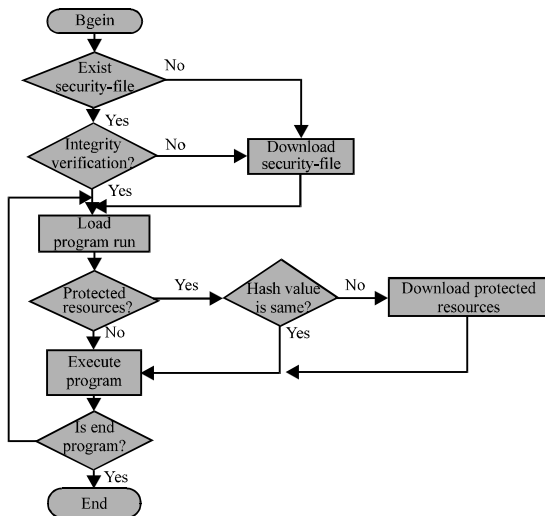 Bgein
Exist
security-file
No
Yes
Integrity
verification?
No
Download
security-file
Yes
Load
program run
Protected
resources?
Yes
Hash value
is same?
No
Download protected
resources
No
Yes
Execute
program
Is end
program?
Yes
End